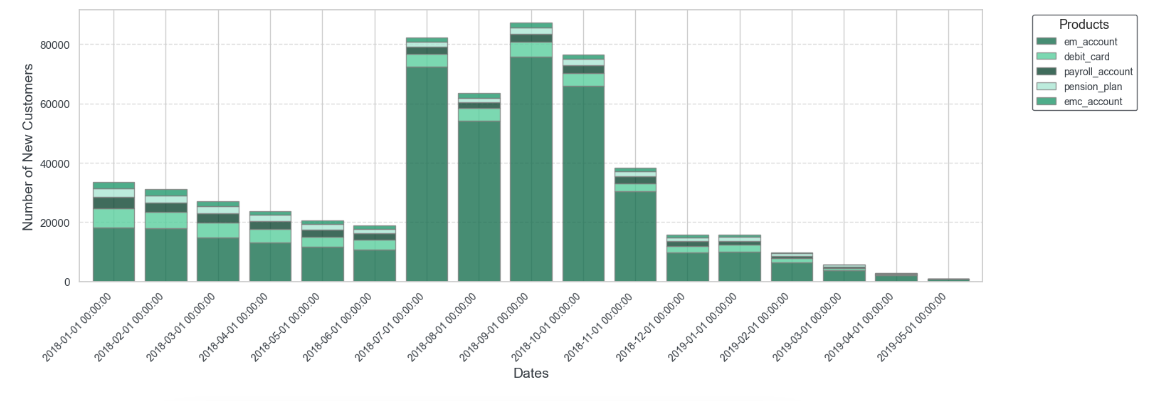 Number of New Customers
80000
60000
40000
20000
0
2018-01-01 00:00:00
2018-02-01 00:00:00
2018-03-01 00:00:00
2018-04-01 00:00:00
2018-05-01 00:00:00
2018-06-01 00:00:00
2018-07-01 00:00:00
2018-08-01 00:00:00
2018-09-01 00:00:00
2018-10-01 00:00:00
2018-11-01 00:00:00
2018-12-01 00:00:00
2019-01-01 00:00:00
2019-02-01 00:00:00
2019-03-01 00:00:00
2019-04-01 00:00:00
2019-05-01 00:00:00
Dates
Products
em_account
debit_card
payroll_account
pension_plan
emc_account